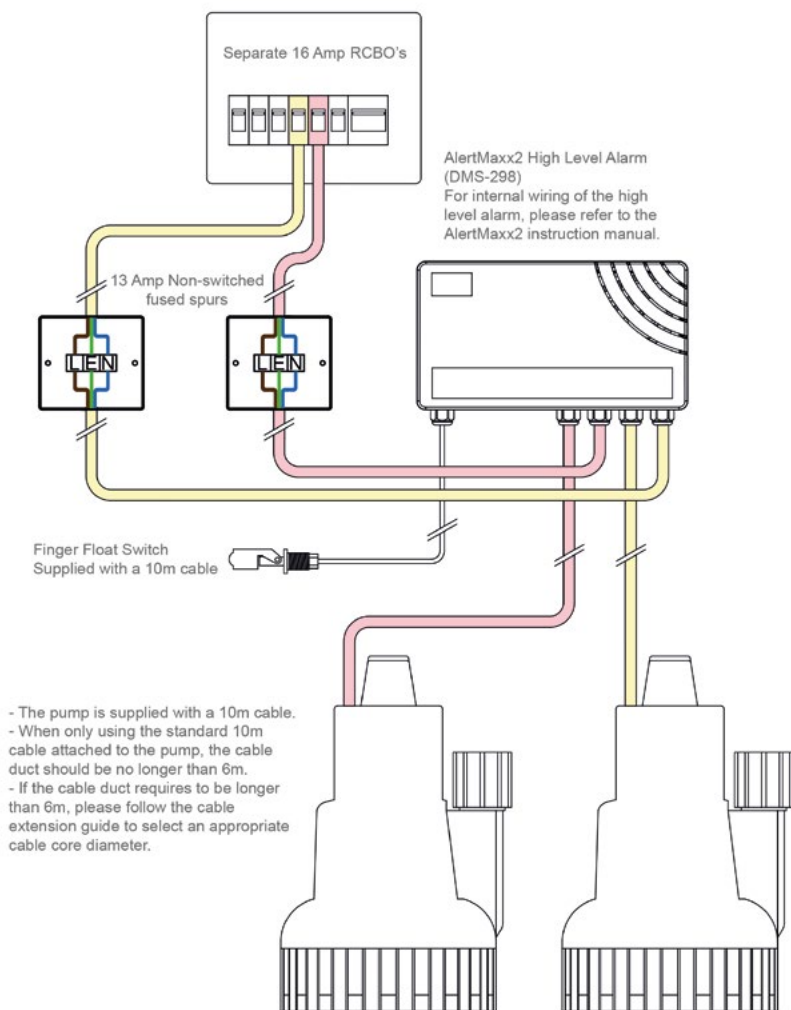 Separate 16 Amp RCBO's
AlertMaxx2 High Level Alarm
(DMS-298)
For internal wiring of the high
level alarm, please refer to the
AlertMaxx2 instruction manual.
13 Amp Non-switched
fused spurs
L E N
L E N
Finger Float Switch
Supplied with a 10m cable
- The pump is supplied with a 10m cable.
- When only using the standard 10m
cable attached to the pump, the cable
duct should be no longer than 6m.
- If the cable duct requires to be longer
than 6m, please follow the cable
extension guide to select an appropriate
cable core diameter.